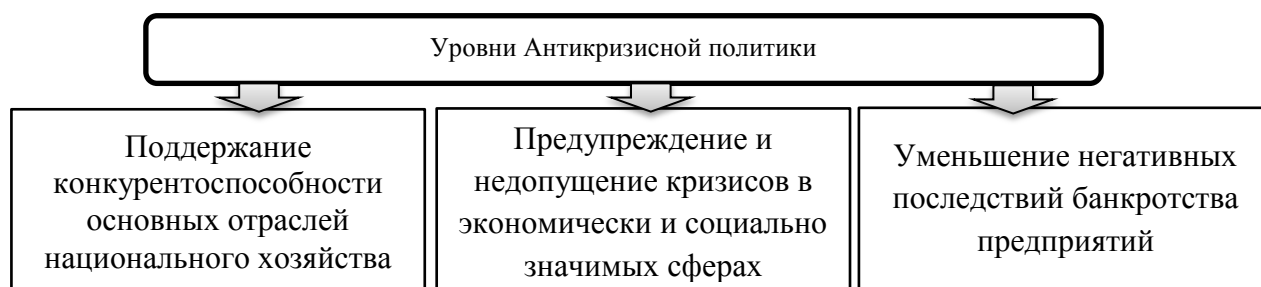 Уровни Антикризисной политики
Поддержание
конкурентоспособности
основных отраслей
национального хозяйства
Предупреждение и
недопущение кризисов в
экономически и социально
значимых сферах
Уменьшение негативных
последствий банкротства
предприятий